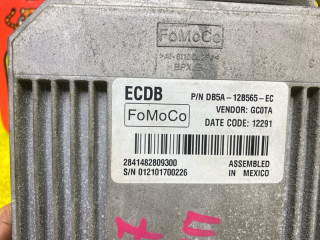 FoMoCo
ECDB
P/N DB5A-12B565-EC
VENDOR: GC0TA
FoMoCo
DATE CODE: 12291
2841482809300
ASSEMBLED
S/N 012101700226
IN MEXICO